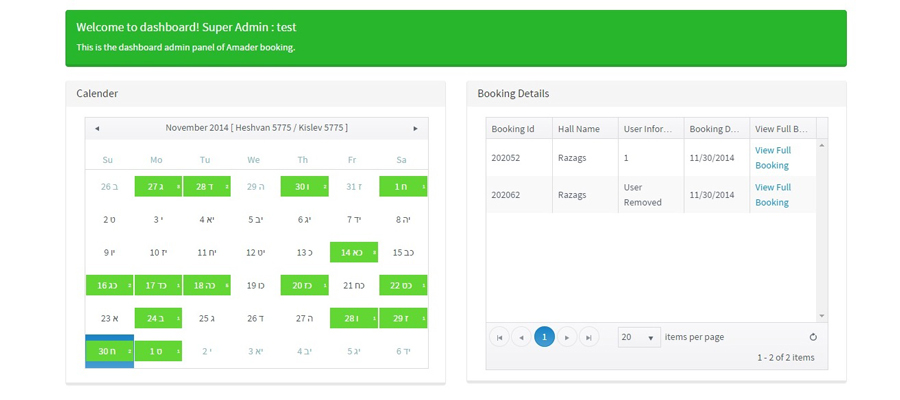 Welcome to dashboard! Super Admin : test
This is the dashboard admin panel of Amader booking.
Calender
November 2014 [ Heshvan 5775 / Kislev 5775 ]
Su Mo Tu We Th Fr Sa
26 ב 27 ג 28 ד 29 ה 30 ו 31 ז 1 ח
2 ט 3 י 4 יא 5 יב 6 יג 7 יד 8 יה
9 יו 10 יז 11 יח 12 יט 13 כ 14 כא 15 כב
16 כג 17 כד 18 כה 19 כו 20 כז 21 כח 22 כט
23 א 24 ב 25 ג 26 ד 27 ה 28 ו 29 ז
30 ח 1 ט 2 י 3 יא 4 יב 5 יג 6 יד
Booking Details
Booking Id Hall Name User Infor... Booking D... View Full B...
202052 Razags 1 11/30/2014 View Full Booking
202062 Razags User Removed 11/30/2014 View Full Booking
1 20 items per page
1 - 2 of 2 items